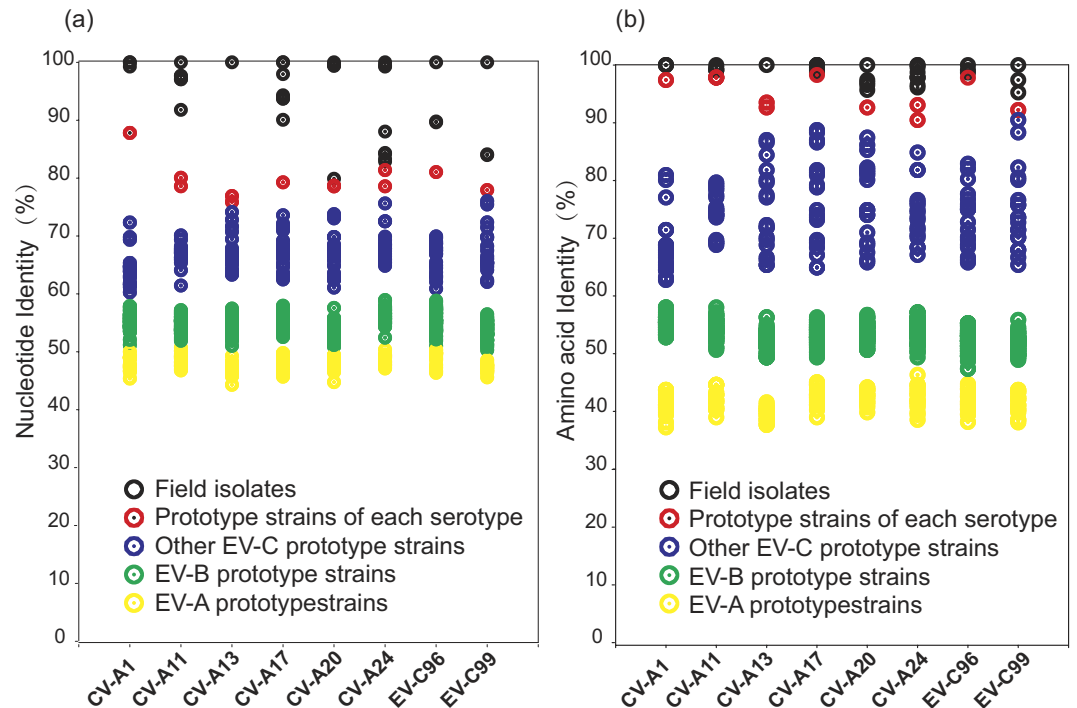 (a)
Nucleotide Identity (%)
100
90
80
70
60
50
40
30
20
10
0
Field isolates
Prototype strains of each serotype
Other EV-C prototype strains
EV-B prototype strains
EV-A prototypestrains
CV-A1
CV-A11
CV-A13
CV-A17
CV-A20
CV-A24
EV-C96
EV-C99
(b)
Amino acid Identity (%)
100
90
80
70
60
50
40
30
20
10
0
Field isolates
Prototype strains of each serotype
Other EV-C prototype strains
EV-B prototype strains
EV-A prototypestrains
CV-A1
CV-A11
CV-A13
CV-A17
CV-A20
CV-A24
EV-C96
EV-C99